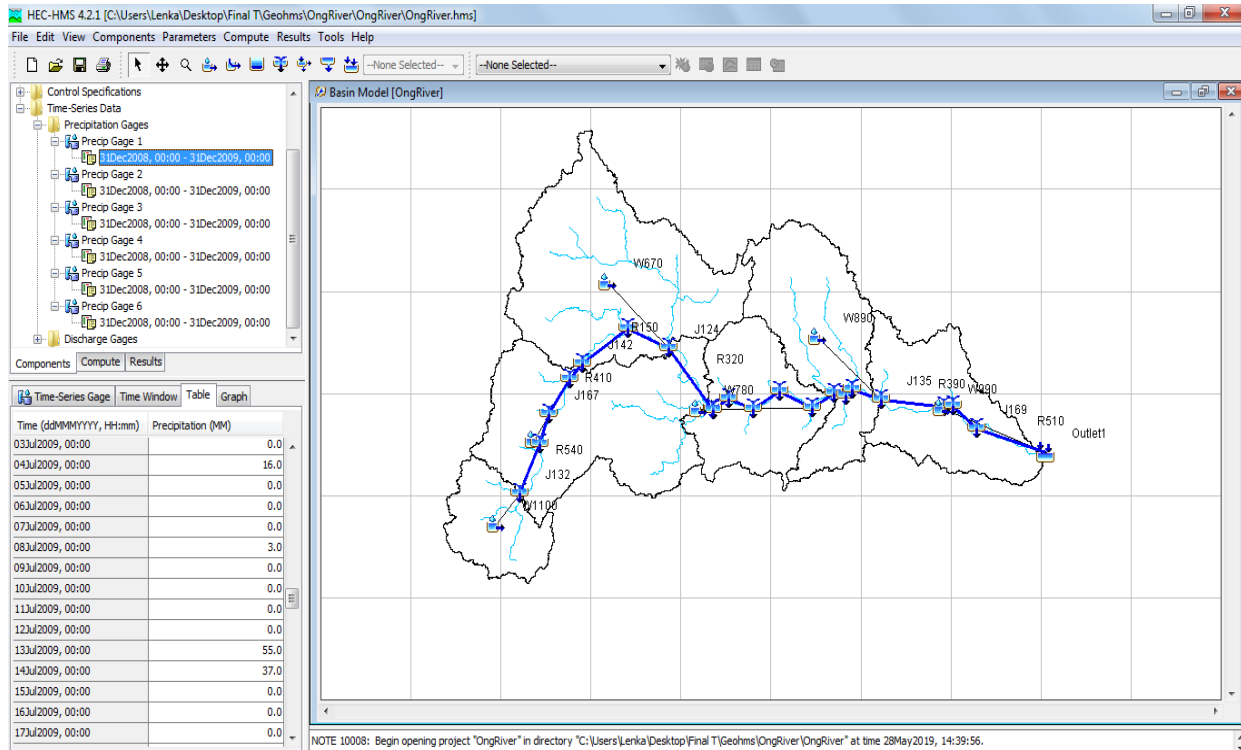 HEC-HMS 4.2.1 [C:\Users\Lenka\Desktop\Final T\Geohms\OngRiver\OngRiver\OngRiver.hms]
File Edit View Components Parameters Compute Results Tools Help
--None Selected-- --None Selected--
Control Specifications
Time-Series Data
Precipitation Gages
Precip Gage 1
31Dec2008, 00:00 - 31Dec2009, 00:00
Precip Gage 2
31Dec2008, 00:00 - 31Dec2009, 00:00
Precip Gage 3
31Dec2008, 00:00 - 31Dec2009, 00:00
Precip Gage 4
31Dec2008, 00:00 - 31Dec2009, 00:00
Precip Gage 5
31Dec2008, 00:00 - 31Dec2009, 00:00
Precip Gage 6
31Dec2008, 00:00 - 31Dec2009, 00:00
Discharge Gages
Components Compute Results
Time-Series Gage Time Window Table Graph
Time (ddMMMYYYY, HH:mm) Precipitation (MM)
03Jul2009, 00:00 0.0
04Jul2009, 00:00 16.0
05Jul2009, 00:00 0.0
06Jul2009, 00:00 0.0
07Jul2009, 00:00 0.0
08Jul2009, 00:00 3.0
09Jul2009, 00:00 0.0
10Jul2009, 00:00 0.0
11Jul2009, 00:00 0.0
12Jul2009, 00:00 0.0
13Jul2009, 00:00 55.0
14Jul2009, 00:00 37.0
15Jul2009, 00:00 0.0
16Jul2009, 00:00 0.0
17Jul2009, 00:00 0.0
Basin Model [OngRiver]
W670
W890
R150 J124
J142
R320
R410 J135 R390
W780
J167
J169
R510
Outlet1
R540
J132
W1100
NOTE 10008: Begin opening project "OngRiver" in directory "C:\Users\Lenka\Desktop\Final T\Geohms\OngRiver\OngRiver" at time 28May2019, 14:39:56.